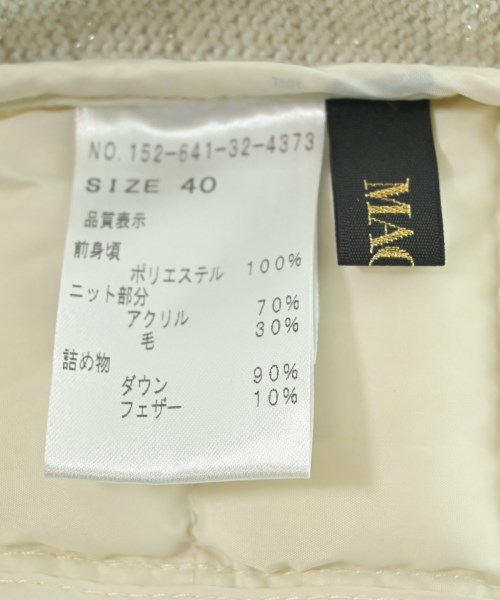 NO.152-641-32-4373
SIZE 40
品質表示
前身頃
ポリエステル 100%
ニット部分
アクリル 70%
毛 30%
詰め物
ダウン 90%
フェザー 10%